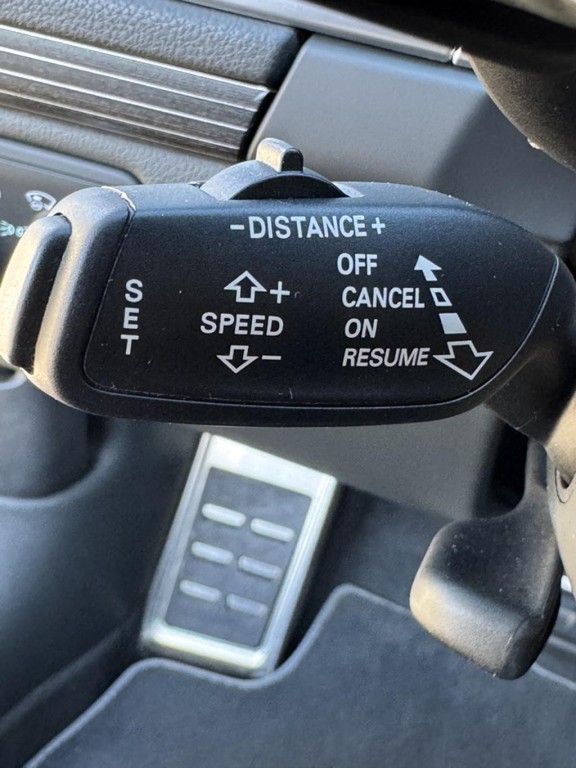 -DISTANCE+
OFF
CANCEL
ON
RESUME
+
SPEED
-
SET